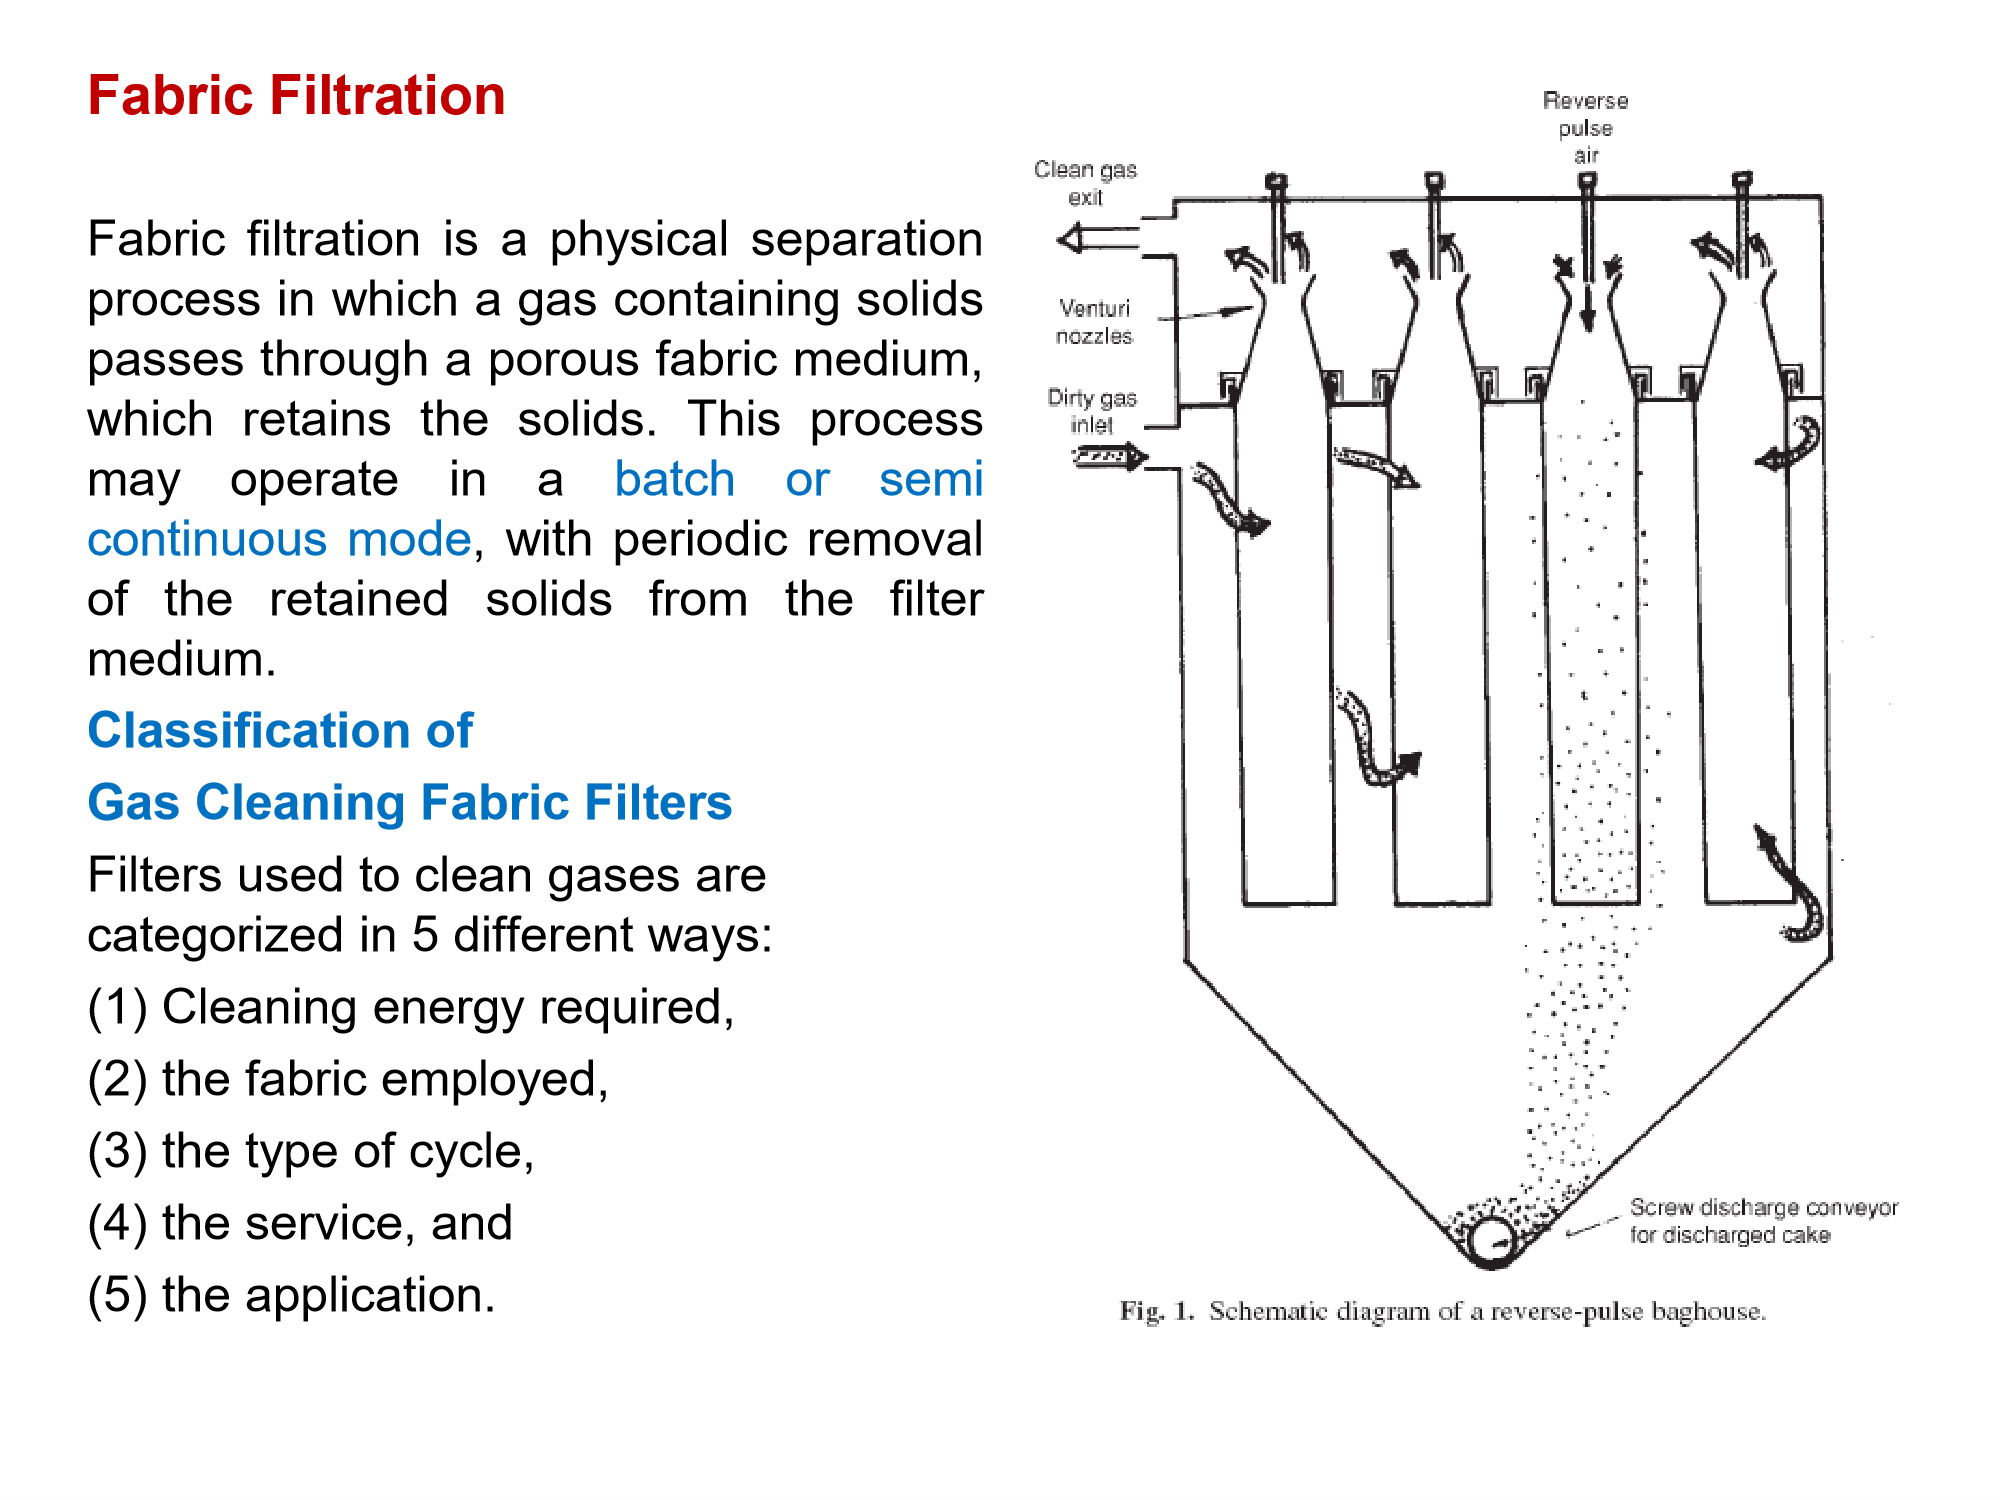 Fabric Filtration
Fabric filtration is a physical separation
process in which a gas containing solids
passes through a porous fabric medium,
which retains the solids. This process
may operate in a batch or semi
continuous mode, with periodic removal
of the retained solids from the filter
medium.
Classification of
Gas Cleaning Fabric Filters
Filters used to clean gases are
categorized in 5 different ways:
(1) Cleaning energy required,
(2) the fabric employed,
(3) the type of cycle,
(4) the service, and
(5) the application.
Reverse
pulse
air
Clean gas
exit
Venturi
nozzles
Dirty gas
inlet
Screw discharge conveyor
for discharged cake
Fig. 1. Schematic diagram of a reverse-pulse baghouse.